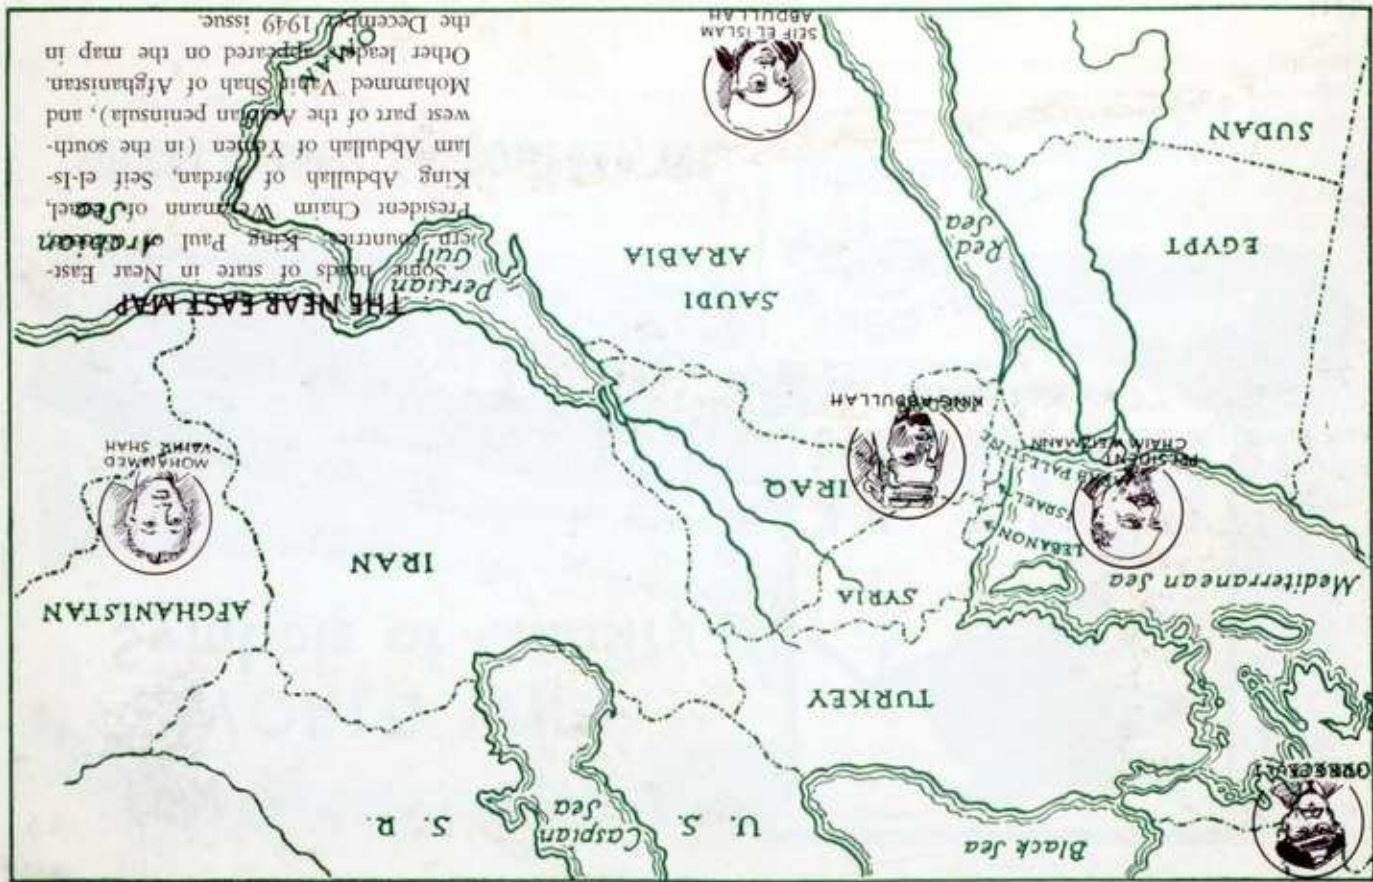 Black Sea
U. S. S. R.
Caspian
Sea
GREECE
TURKEY
Mediterranean Sea
SYRIA
AFGHANISTAN
LEBANON
IRAN
ISRAEL
IRAQ
PALESTINE
PRESIDENT
CHAIM WEIZMANN
MOHAMMED
VAHIR SHAH
JORDAN
KING ABDULLAH
EGYPT
Red
Sea
SAUDI
ARABIA
Persian
Gulf
Arabian
Sea
SUDAN
OMAN
SEIF EL ISLAM
ABDULLAH
THE NEAR EAST MAP
Some heads of state in Near East-
ern countries: King Paul of
President Chaim Weizmann of Israel,
King Abdullah of Jordan, Seif el-Is-
lam Abdullah of Yemen (in the south-
west part of the Arabian peninsula), and
Mohammed Vahir Shah of Afghanistan.
Other leaders appeared on the map in
the December 1949 issue.